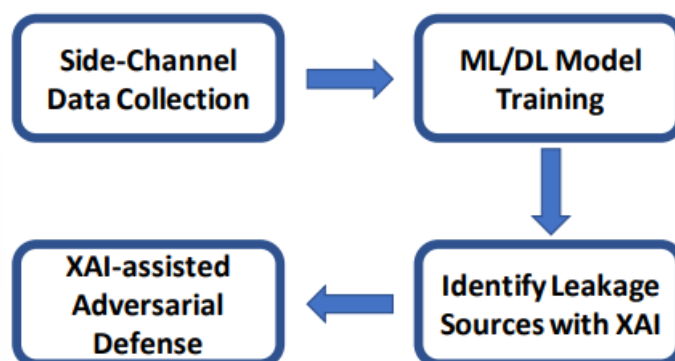 Side-Channel
Data Collection
ML/DL Model
Training
Identify Leakage
Sources with XAI
XAI-assisted
Adversarial
Defense